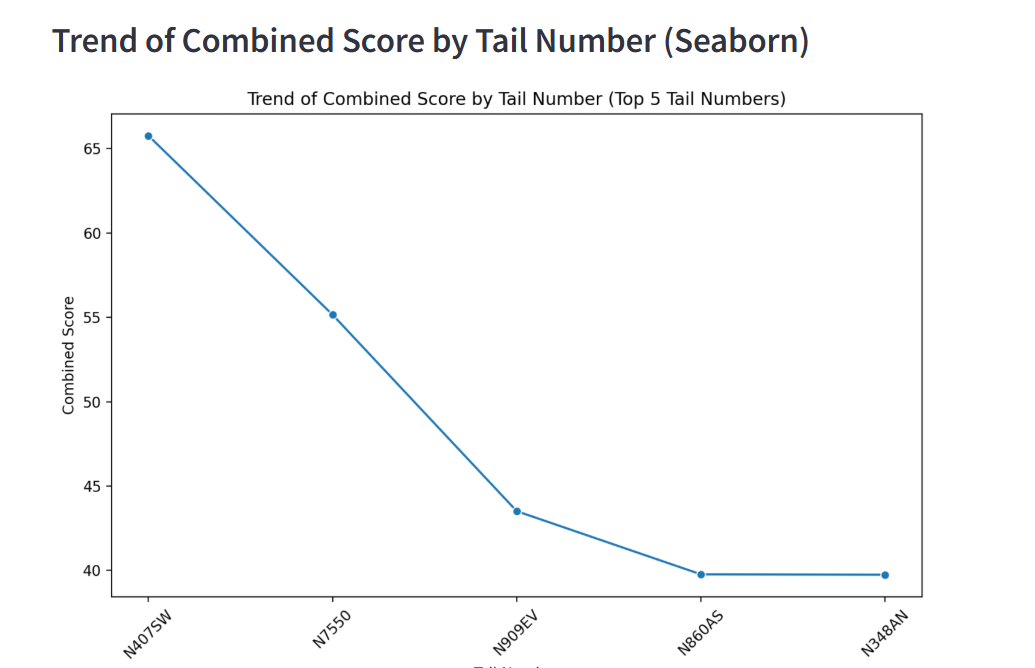 Trend of Combined Score by Tail Number (Seaborn)
Trend of Combined Score by Tail Number (Top 5 Tail Numbers)
65
60
55
50
45
40
Combined Score
N407SW
N7550
N909EV
N860AS
N348AN